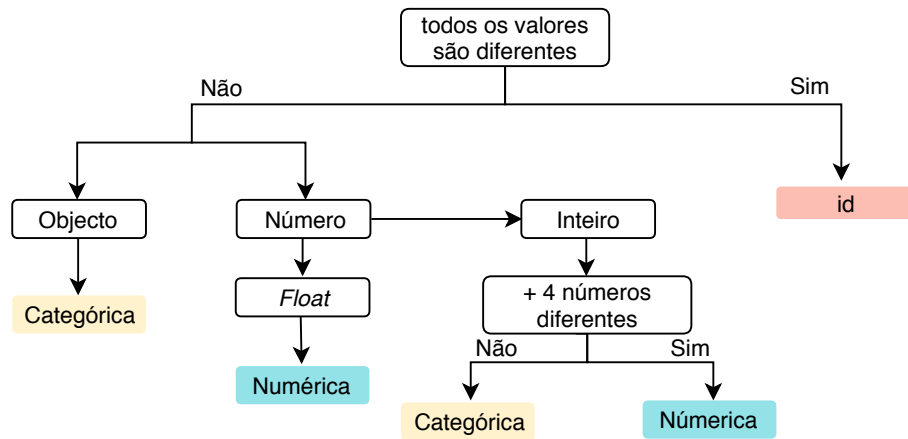 todos os valores
são diferentes
Não
Sim
Objecto
Número
Inteiro
id
Categórica
Float
+ 4 números
diferentes
Não
Sim
Numérica
Categórica
Númerica